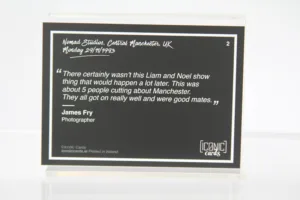 Nomad Studios, Central Manchester, UK 2
Monday 29/11/1993
"There certainly wasn't this Liam and Noel show
thing that would happen a lot later. This was
about 5 people cutting about Manchester.
They all got on really well and were good mates."
James Fry
Photographer
ICONIC
cards